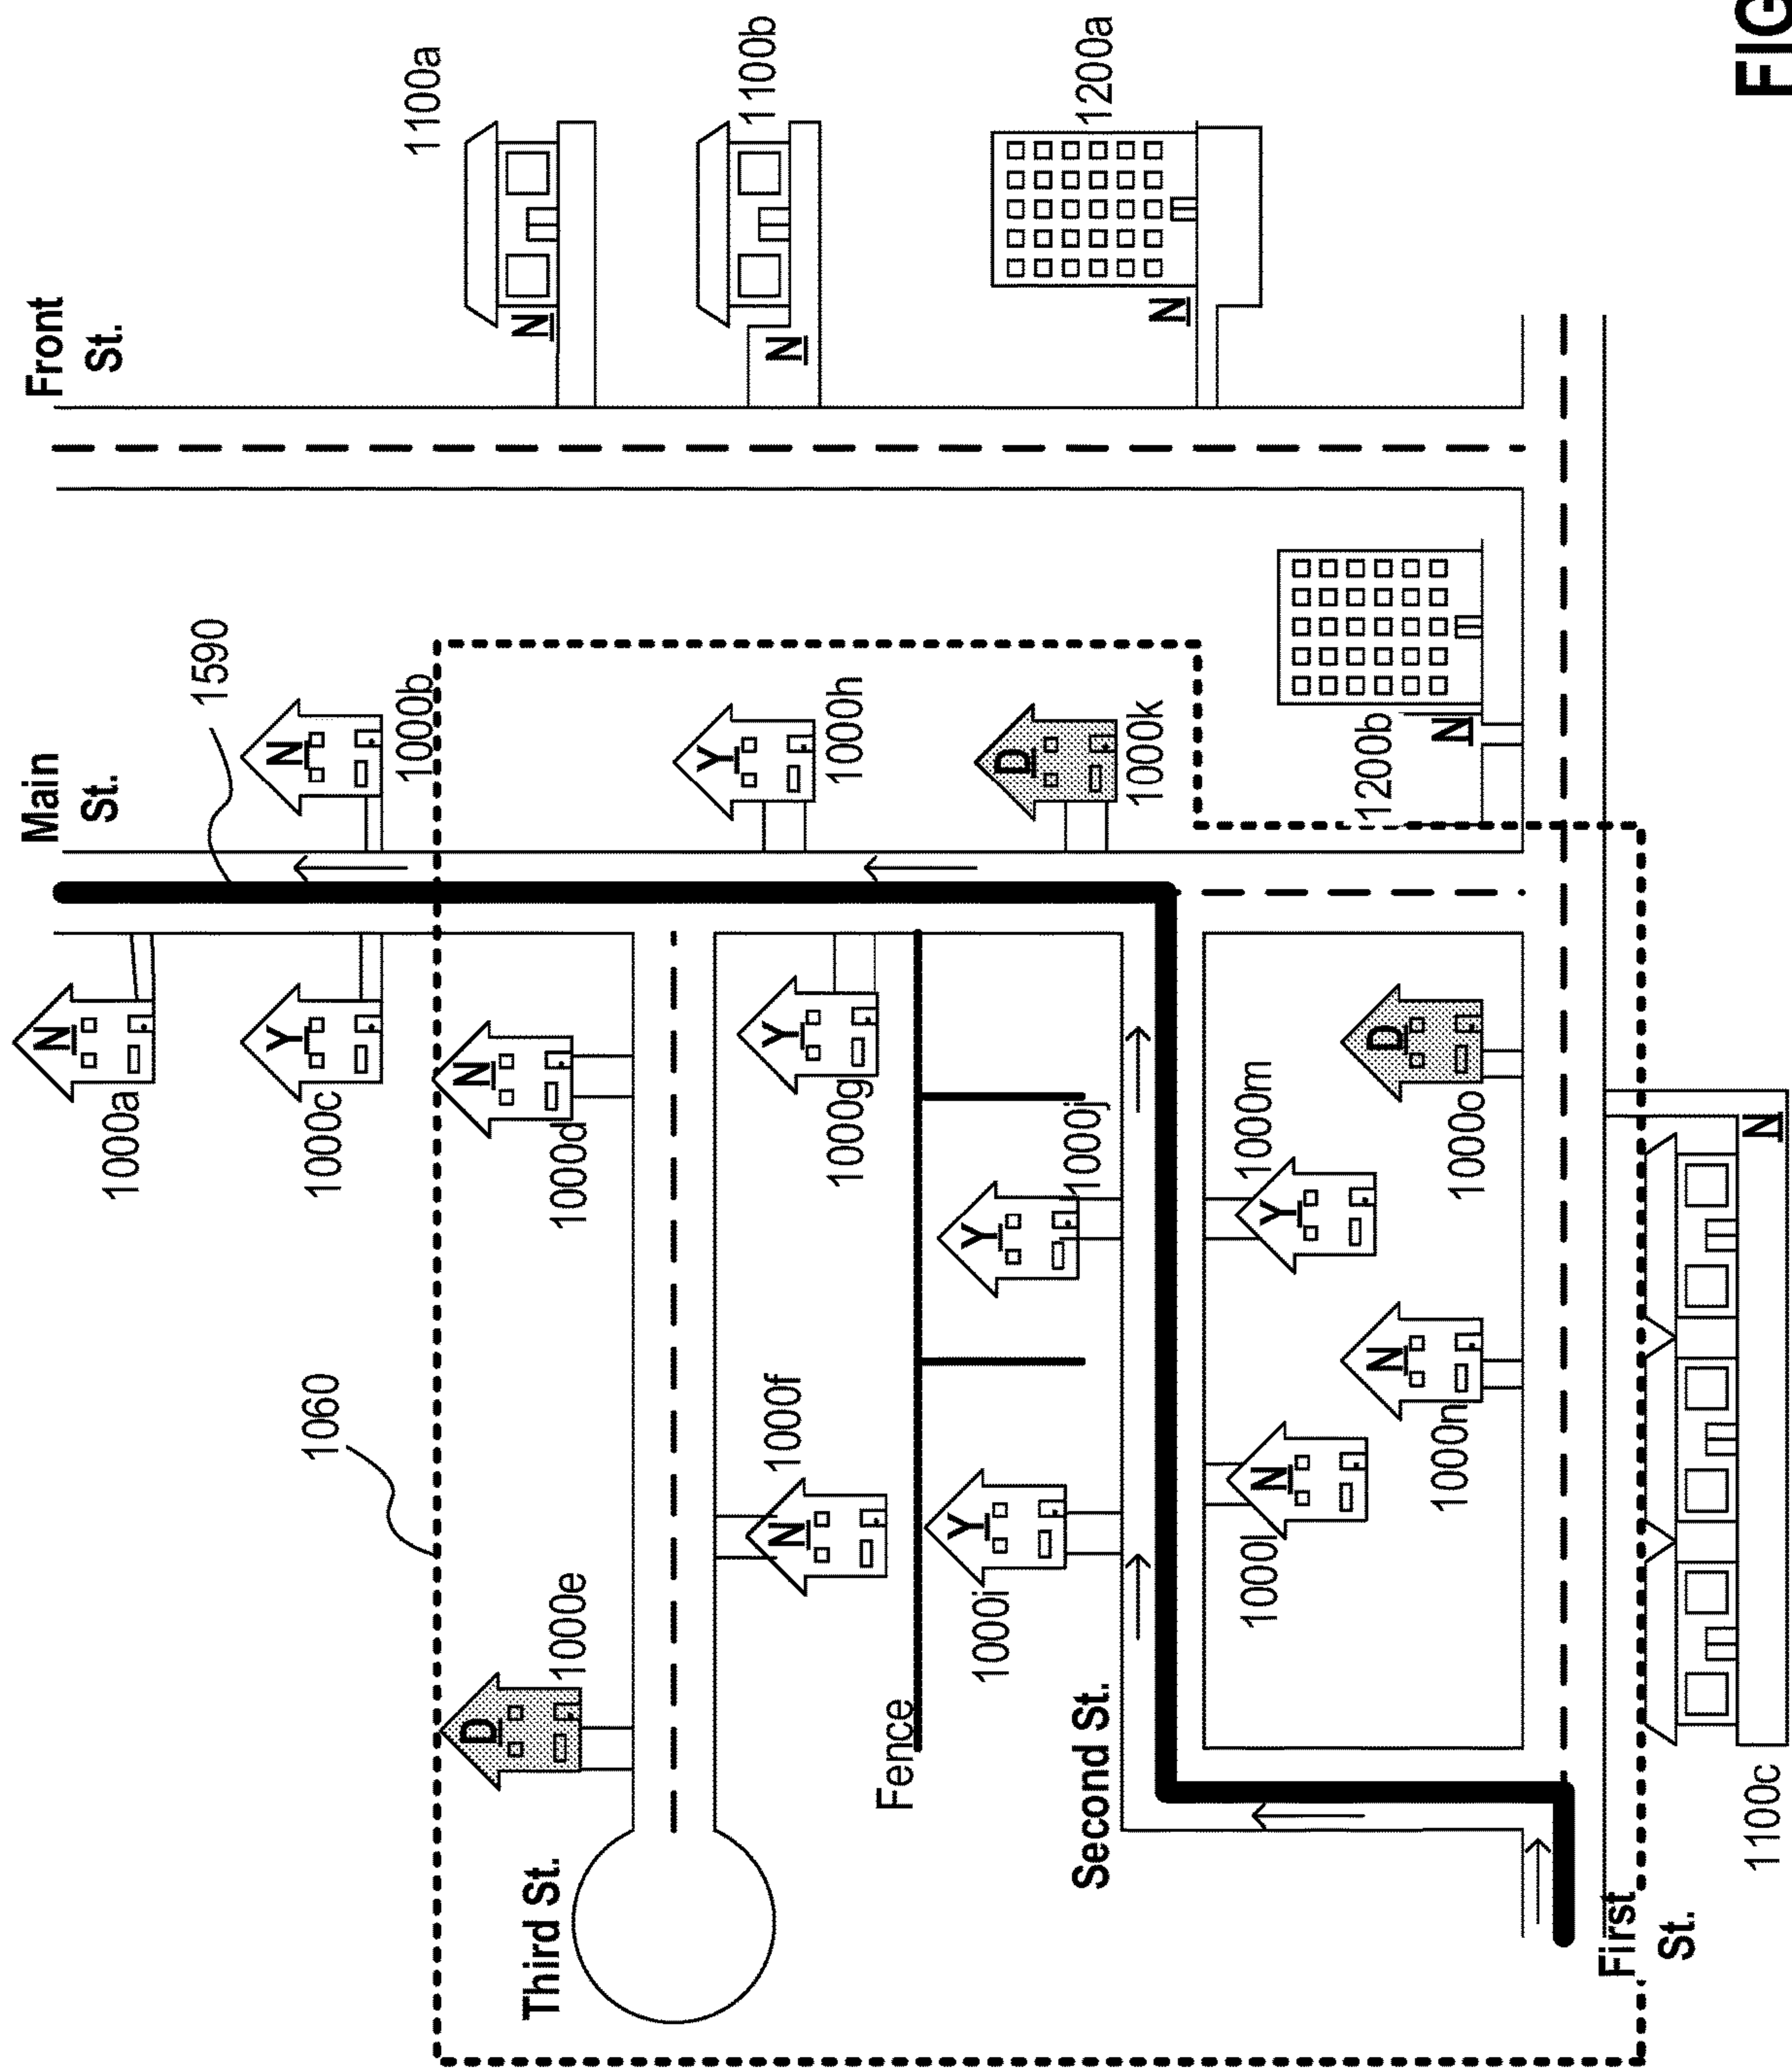 Main
St.
Front
St.
1590
1060
N
1000a
N
1000b
Y
1000c
N
1000d
D
1000e
N
1000f
Y
1000g
Y
1000h
Y
1000i
Y
1000j
D
1000k
N
1000l
Y
1000m
N
1000n
D
1000o
N
1100a
N
1100b
N
1200a
N
1200b
N
1100c
Third St.
Fence
Second St.
First
St.
FIG